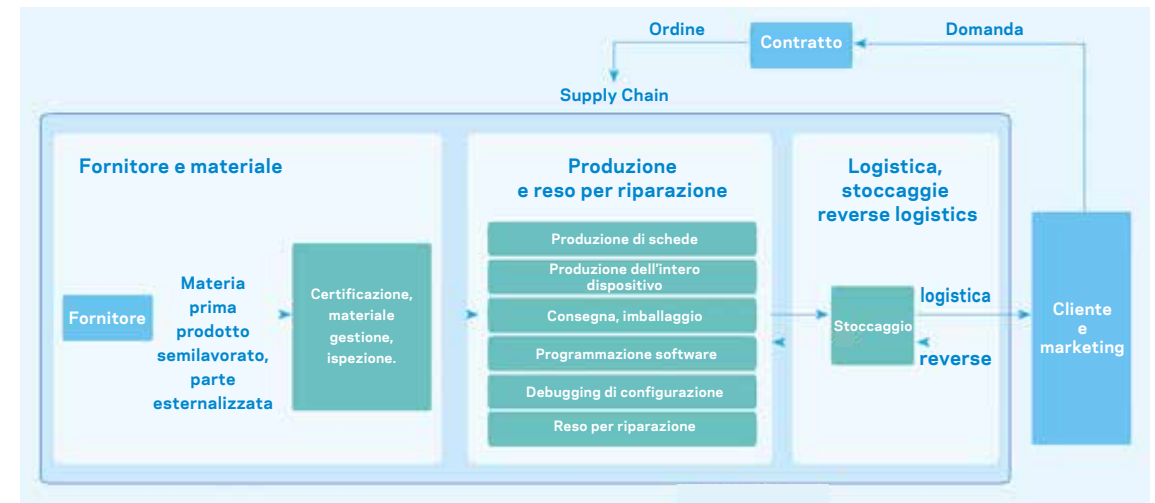 Ordine
Contratto
Domanda
Supply Chain
Fornitore e materiale
Fornitore
Materia
prima
prodotto
semilavorato,
parte
esternalizzata
Certificazione,
materiale
gestione,
ispezione.
Produzione
e reso per riparazione
Produzione di schede
Produzione dell'intero
dispositivo
Consegna, imballaggio
Programmazione software
Debugging di configurazione
Reso per riparazione
Logistica,
stoccaggie
reverse logistics
Stoccaggio
logistica
reverse
Cliente
e
marketing